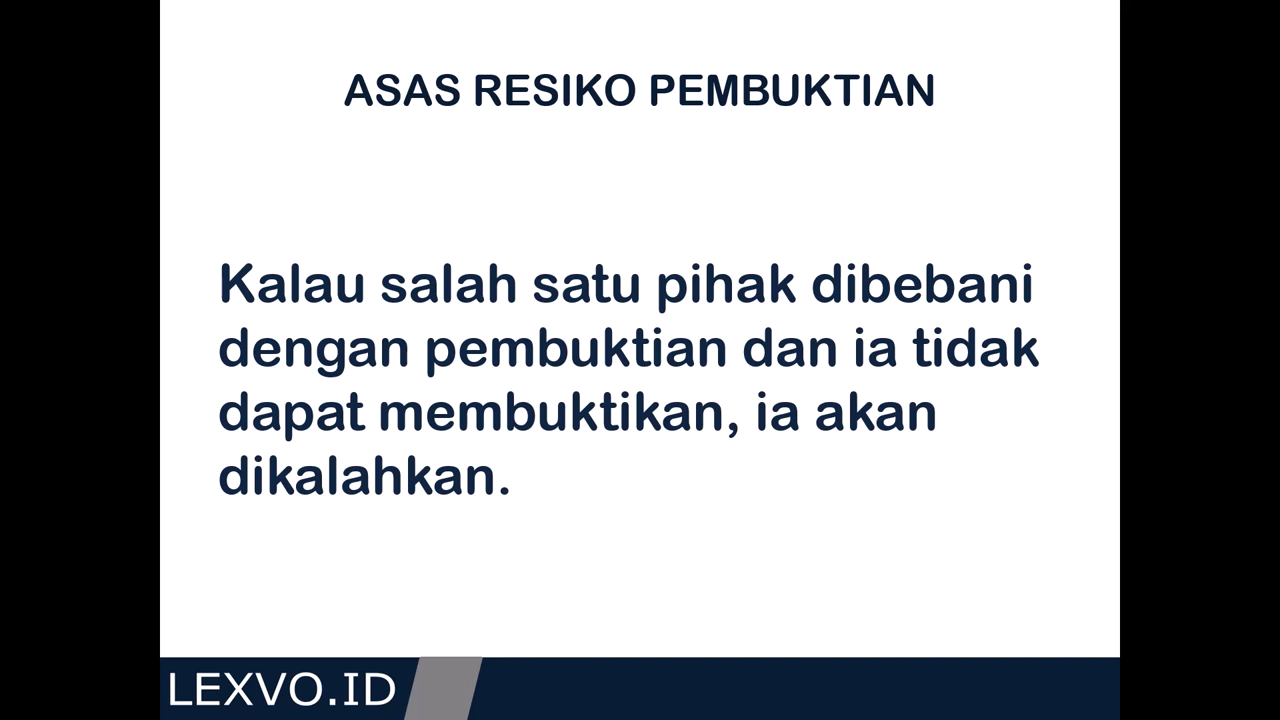 ASAS RESIKO PEMBUKTIAN
Kalau salah satu pihak dibebani
dengan pembuktian dan ia tidak
dapat membuktikan, ia akan
dikalahkan.
LEXVO.ID